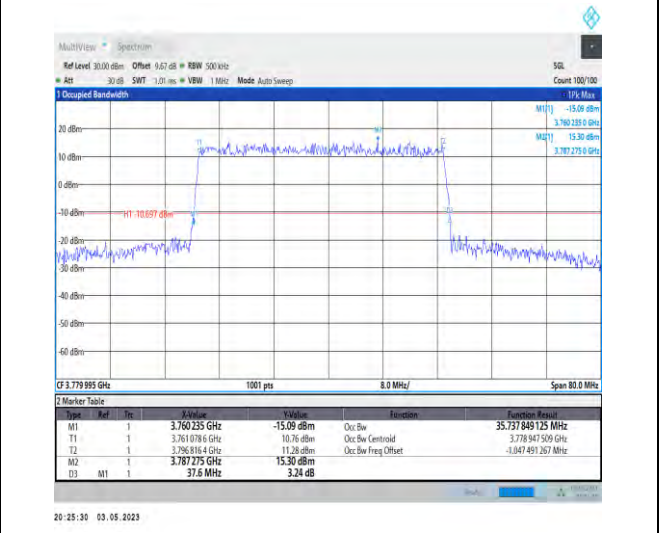 MultiView Spectrum
Ref Level 30.00 dBm Offset 9.67 dB RBW 500 kHz SGL
Att 30 dB SWT 1.01 ms VBW 1 MHz Mode Auto Sweep Count 100/100
1 Occupied Bandwidth 1Pk Max
M1[1] -15.09 dBm
3.760 235 0 GHz
20 dBm M2[1] 15.30 dBm
3.787 275 0 GHz
T1 M2 T2
10 dBm
0 dBm
-10 dBm H1 -10.697 dBm D3
-20 dBm
-30 dBm
-40 dBm
-50 dBm
-60 dBm
CF 3.779 995 GHz 1001 pts 8.0 MHz/ Span 80.0 MHz
2 Marker Table
Type Ref Trc X-Value Y-Value Function Function Result
M1 1 3.760 235 GHz -15.09 dBm Occ Bw 35.737 849 125 MHz
T1 1 3.761 078 6 GHz 10.76 dBm Occ Bw Centroid 3.778 947 509 GHz
T2 1 3.796 816 4 GHz 11.28 dBm Occ Bw Freq Offset -1.047 491 267 MHz
M2 1 3.787 275 GHz 15.30 dBm
D3 M1 1 37.6 MHz 3.24 dB
20:25:30 03.05.2023